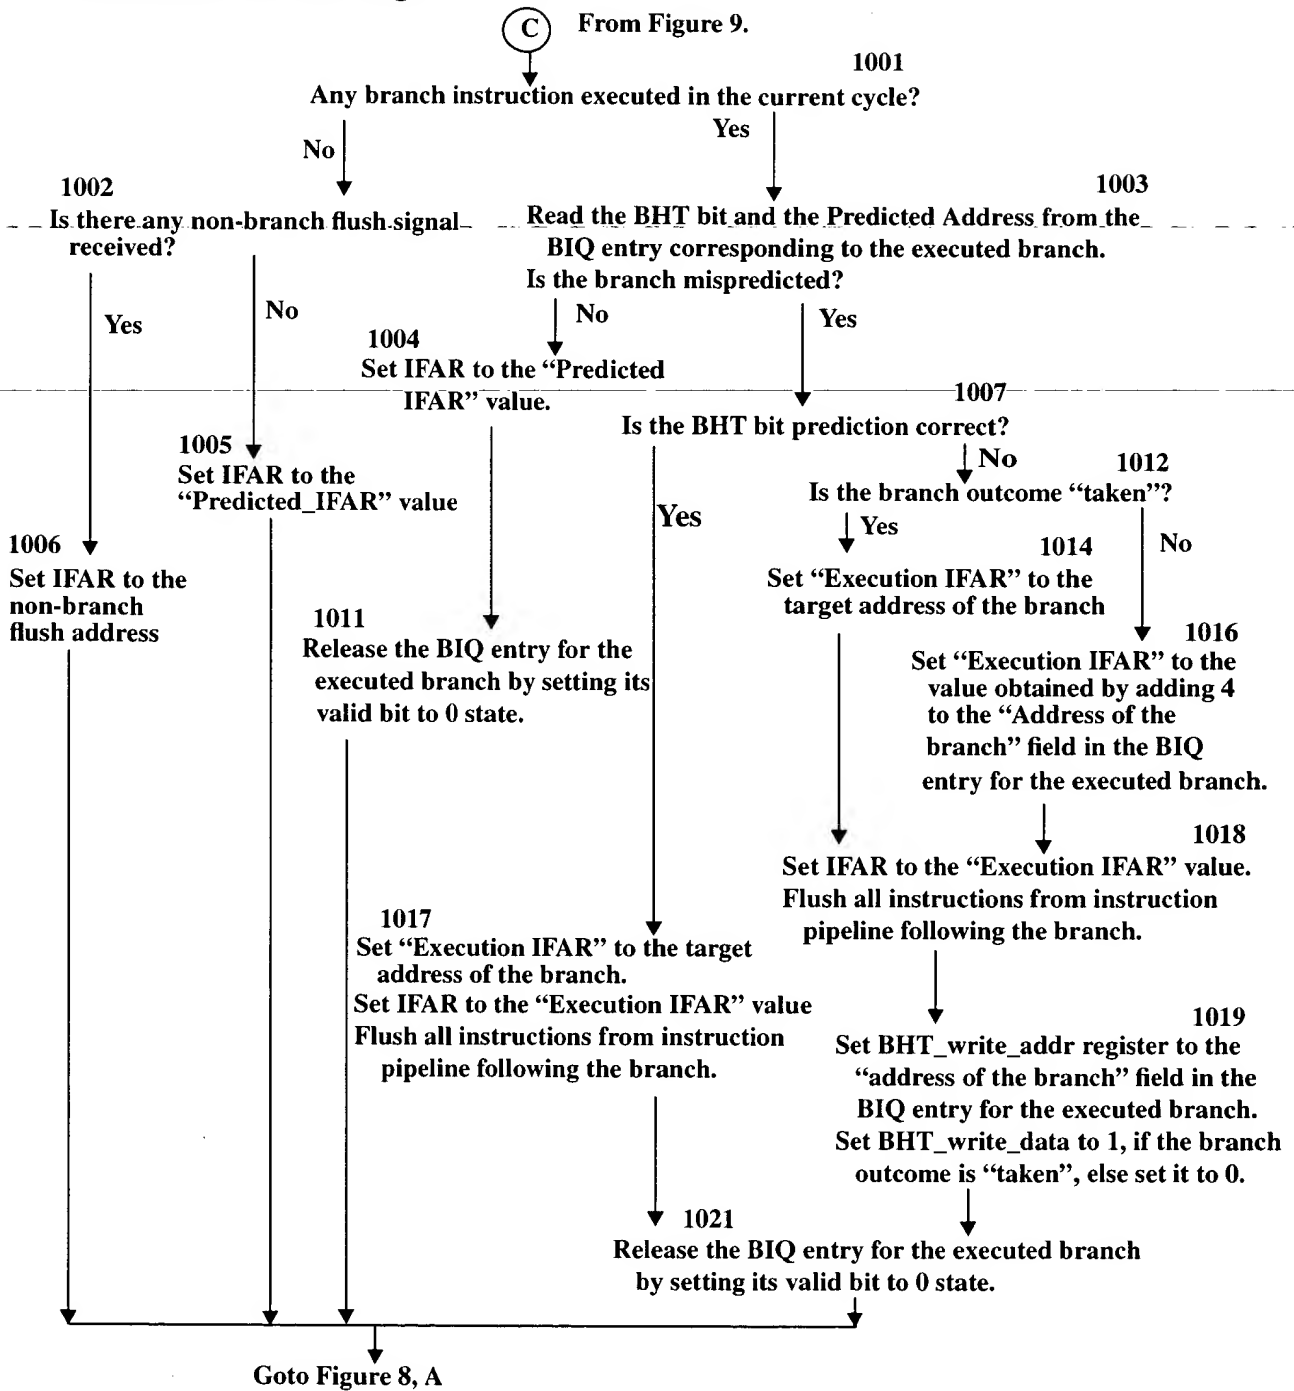 C
From Figure 9.
1001
Any branch instruction executed in the current cycle?
No
Yes
1002
Is there any non-branch flush signal
received?
1003
Read the BHT bit and the Predicted Address from the
BIQ entry corresponding to the executed branch.
Is the branch mispredicted?
Yes
No
No
Yes
1004
Set IFAR to the “Predicted
IFAR” value.
1007
Is the BHT bit prediction correct?
1005
Set IFAR to the
“Predicted_IFAR” value
No
1012
Is the branch outcome “taken”?
Yes
Yes
No
1006
Set IFAR to the
non-branch
flush address
1014
Set “Execution IFAR” to the
target address of the branch
1011
Release the BIQ entry for the
executed branch by setting its
valid bit to 0 state.
1016
Set “Execution IFAR” to the
value obtained by adding 4
to the “Address of the
branch” field in the BIQ
entry for the executed branch.
1018
Set IFAR to the “Execution IFAR” value.
Flush all instructions from instruction
pipeline following the branch.
1017
Set “Execution IFAR” to the target
address of the branch.
Set IFAR to the “Execution IFAR” value
Flush all instructions from instruction
pipeline following the branch.
1019
Set BHT_write_addr register to the
“address of the branch” field in the
BIQ entry for the executed branch.
Set BHT_write_data to 1, if the branch
outcome is “taken”, else set it to 0.
1021
Release the BIQ entry for the executed branch
by setting its valid bit to 0 state.
Goto Figure 8, A